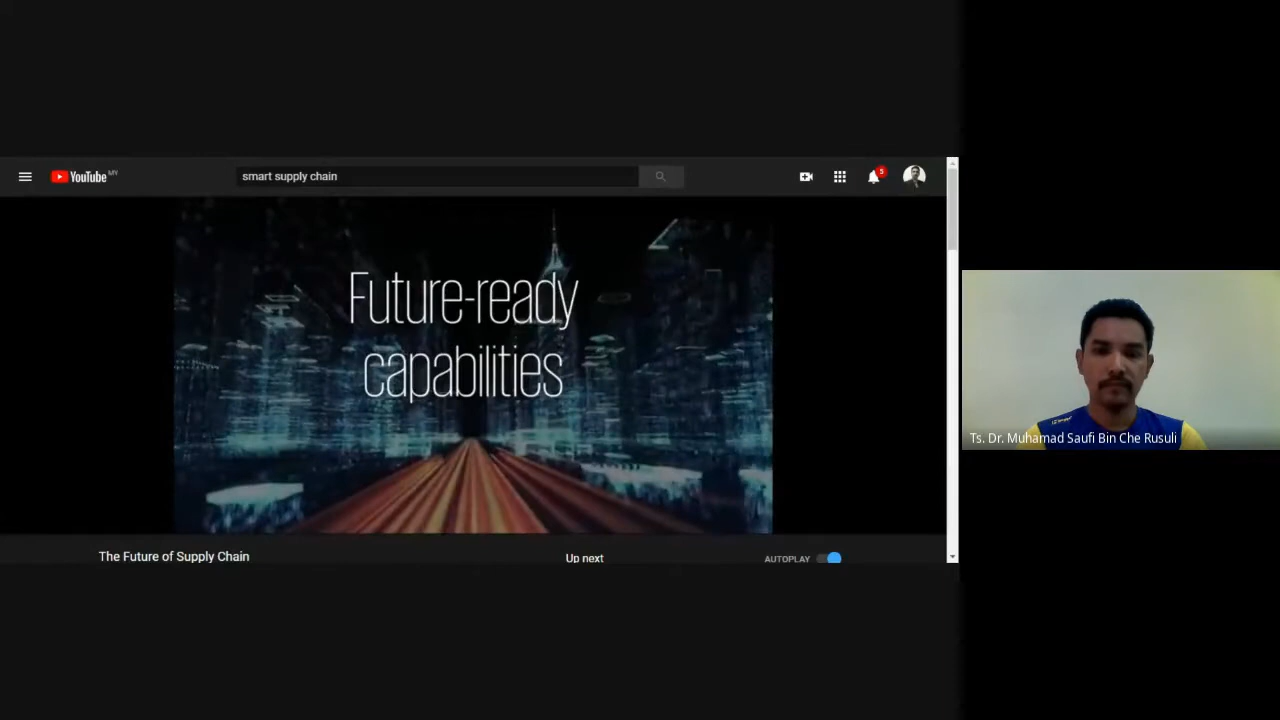 YouTube MY
smart supply chain
5
Future-ready
capabilities
The Future of Supply Chain
Up next
AUTOPLAY
Ts. Dr. Muhamad Saufi Bin Che Rusuli